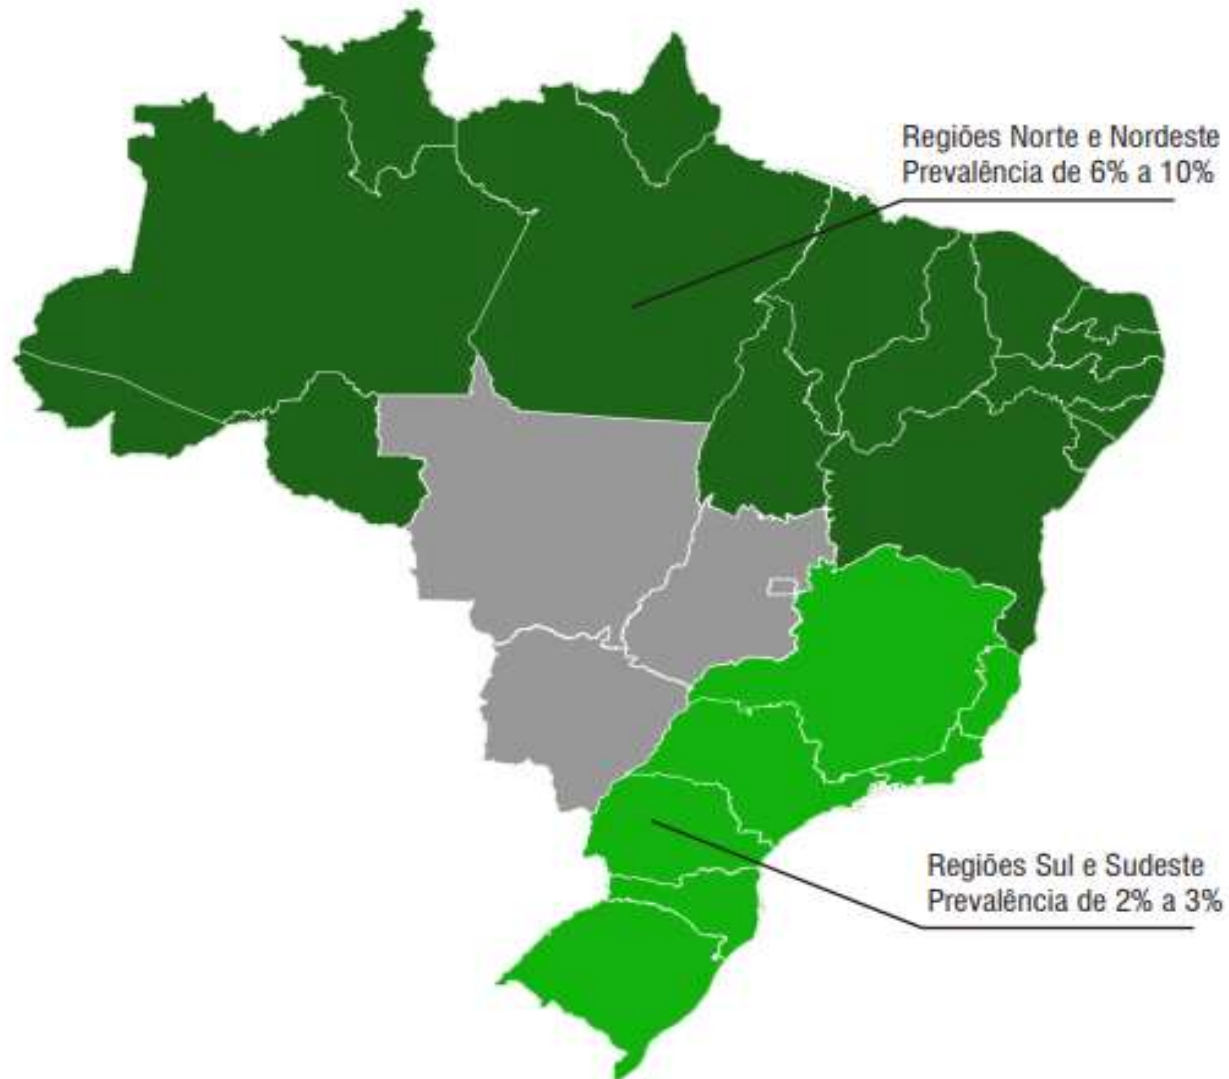 Regiões Norte e Nordeste
Prevalência de 6% a 10%
Regiões Sul e Sudeste
Prevalência de 2% a 3%